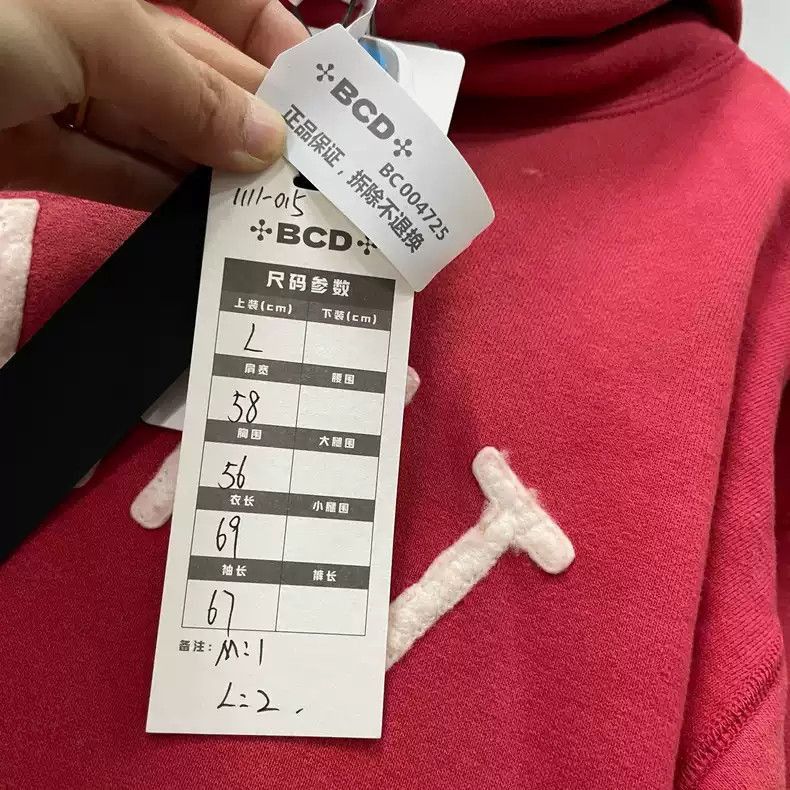 BCD
BC004725
正品保证，拆除不退换
1111-015
BCD
尺码参数
上装(cm) 下装(cm)
L
肩宽 腰围
58
胸围 大腿围
56
衣长 小腿围
69
袖长 裤长
67
备注： M:1
L:2.